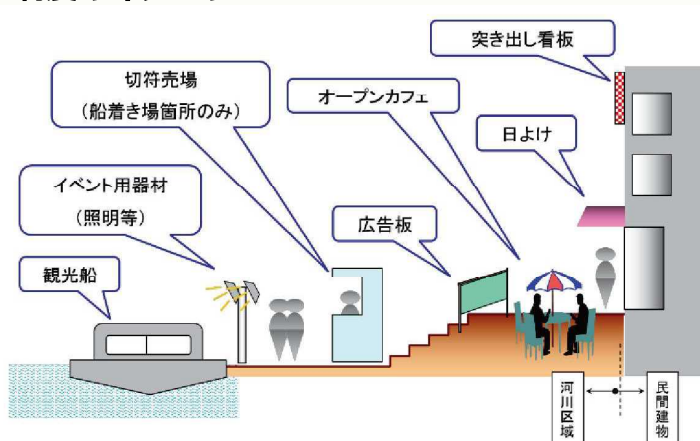 突き出し看板
切符売場
(船着き場箇所のみ)
オープンカフェ
日よけ
イベント用器材
(照明等)
広告板
観光船
河川区域
民間建物